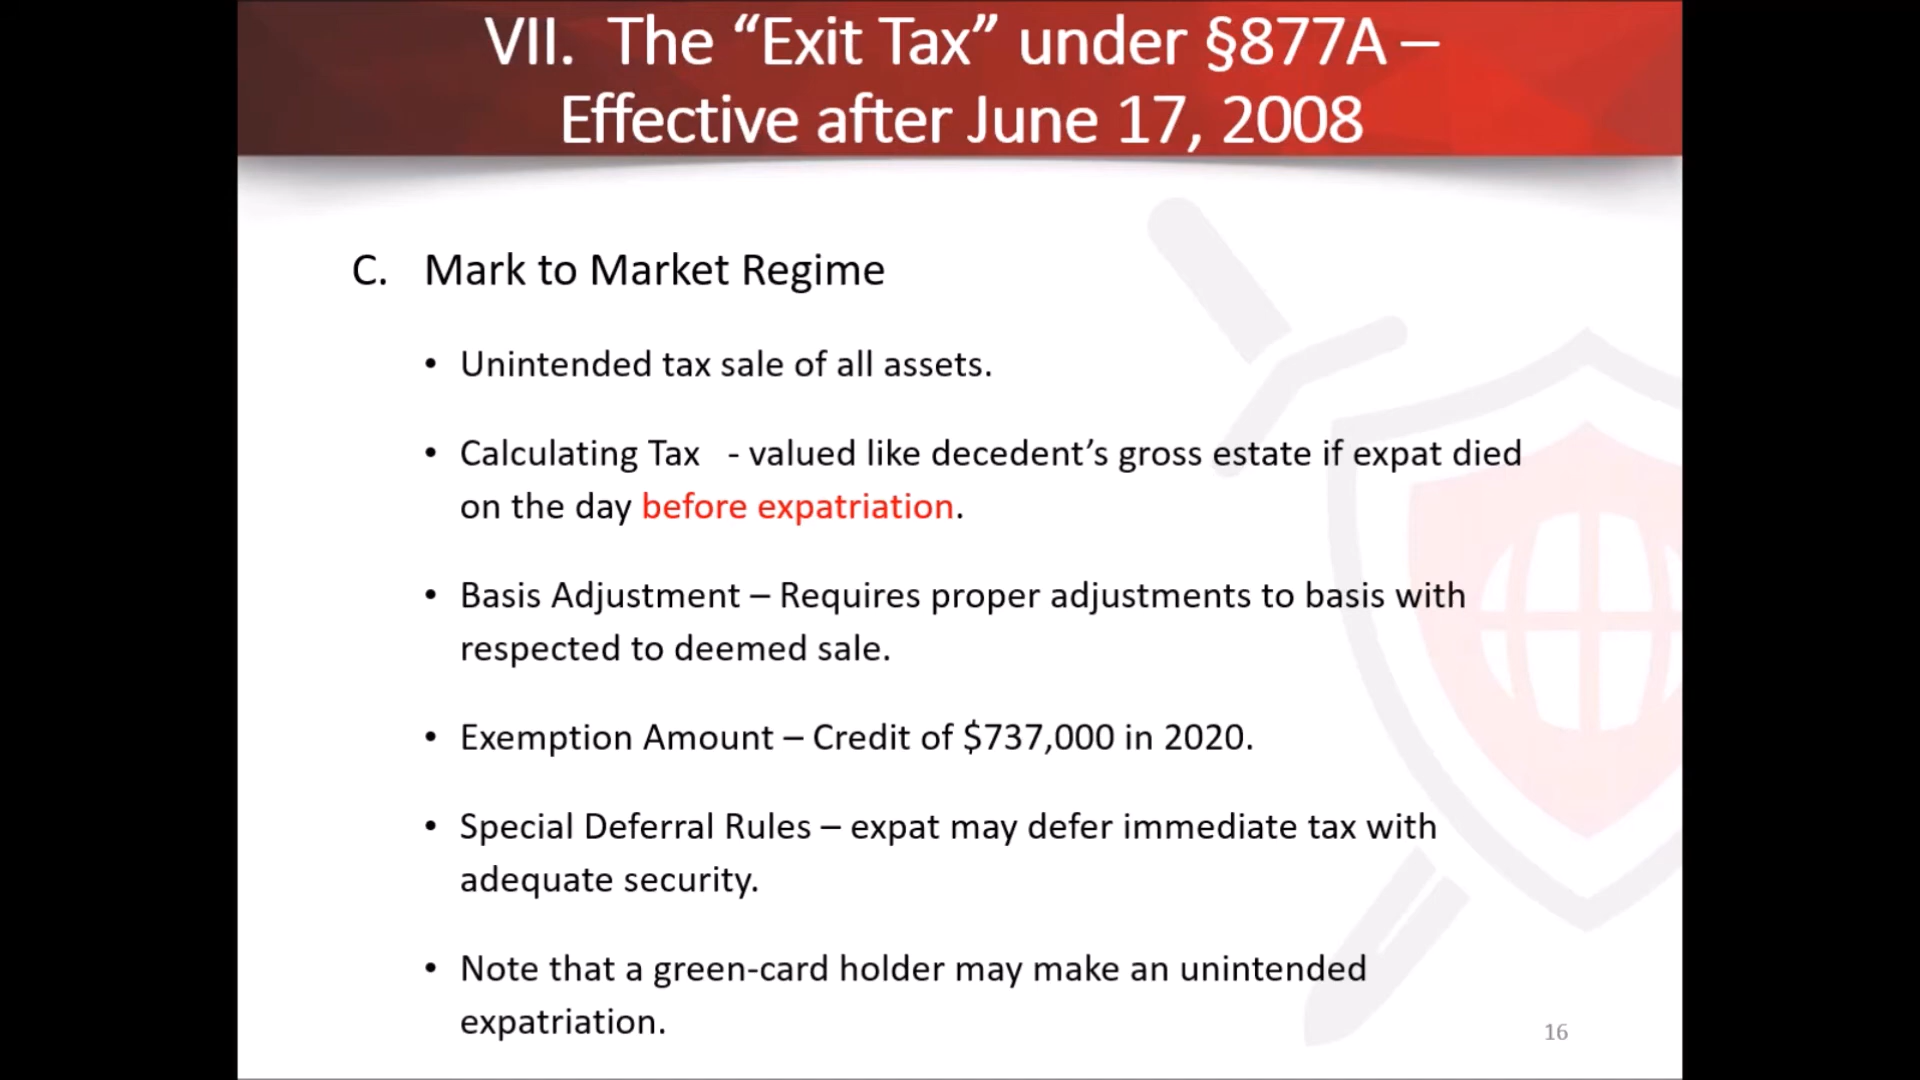 VII. The “Exit Tax” under §877A –
Effective after June 17, 2008
C. Mark to Market Regime
• Unintended tax sale of all assets.
• Calculating Tax - valued like decedent’s gross estate if expat died
on the day before expatriation.
• Basis Adjustment – Requires proper adjustments to basis with
respected to deemed sale.
• Exemption Amount – Credit of $737,000 in 2020.
• Special Deferral Rules – expat may defer immediate tax with
adequate security.
• Note that a green-card holder may make an unintended
expatriation.
16